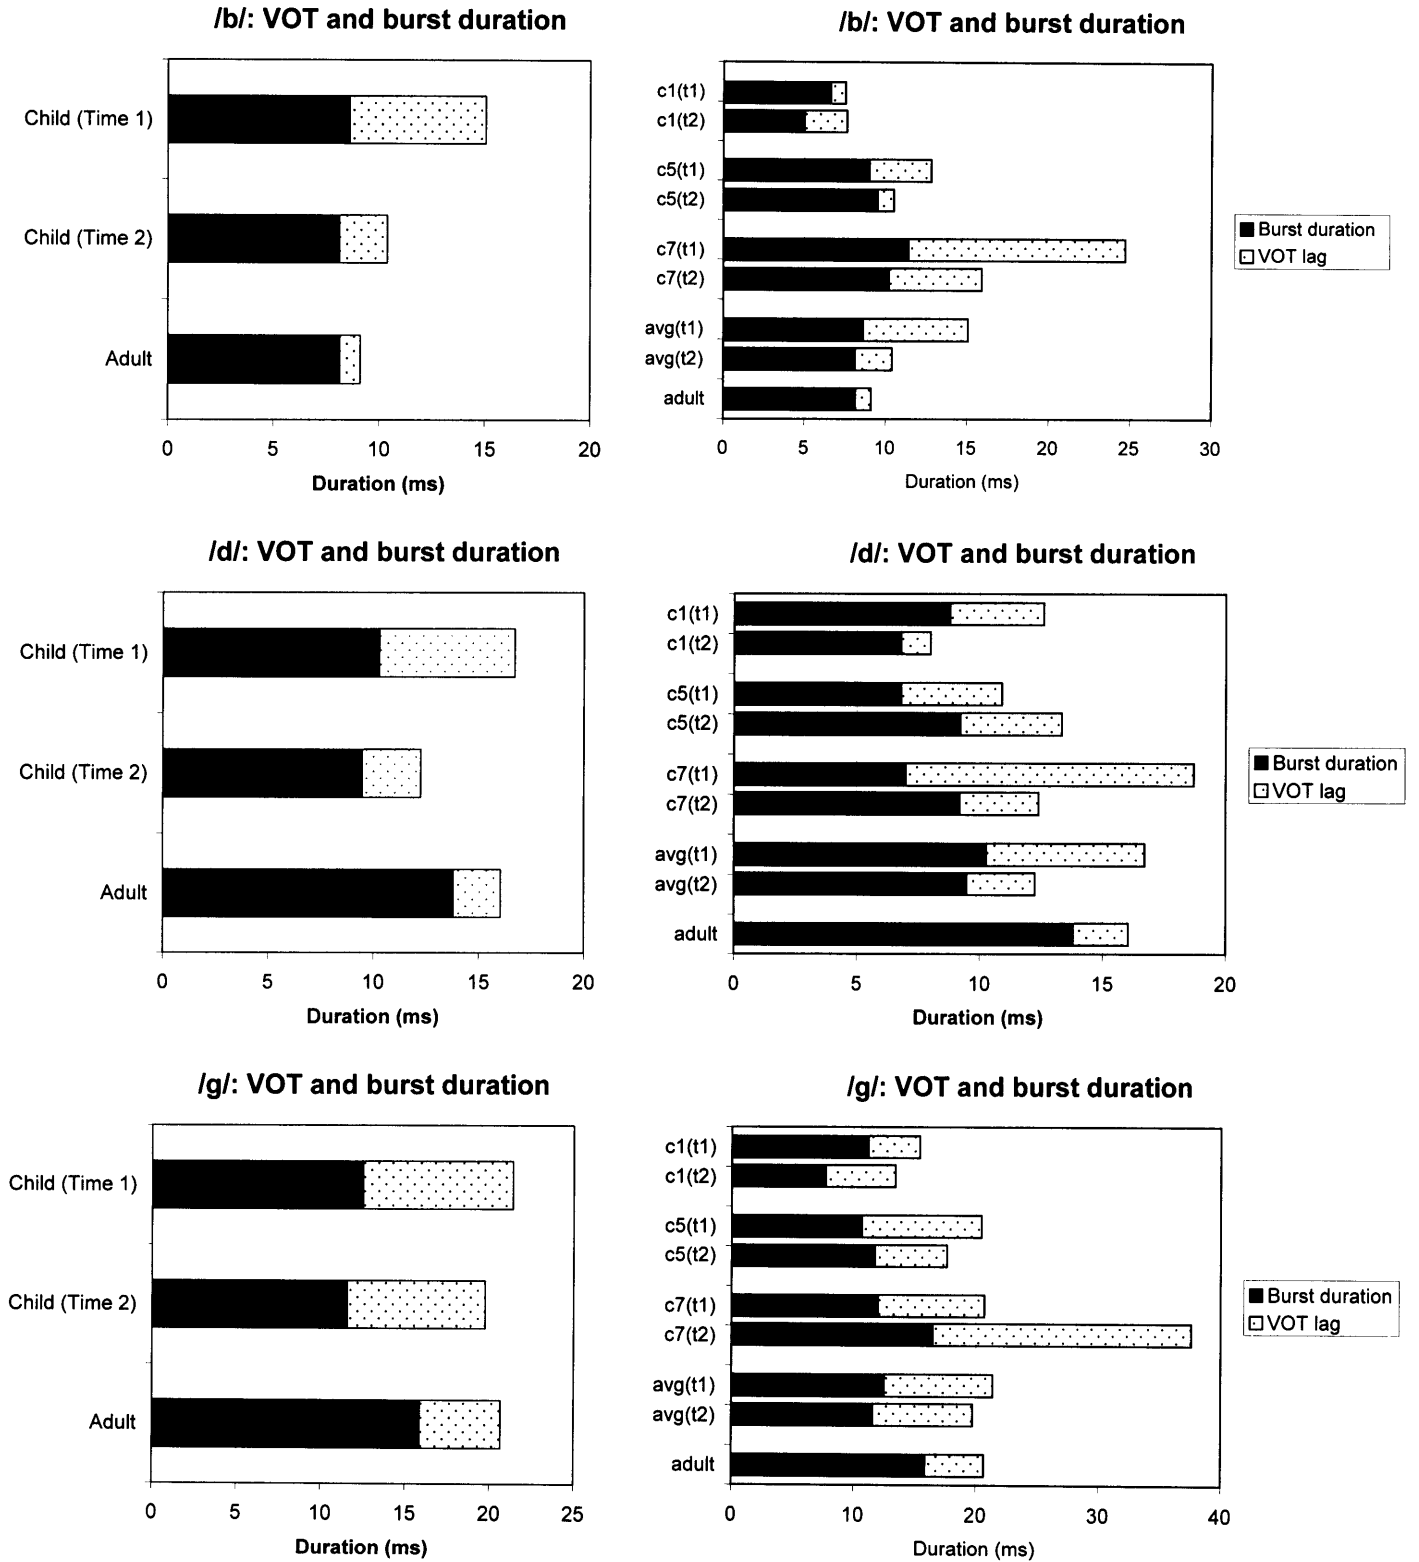 /b/: VOT and burst duration
Child (Time 1)
Child (Time 2)
Adult
0 5 10 15 20
Duration (ms)
/b/: VOT and burst duration
c1(t1)
c1(t2)
c5(t1)
c5(t2)
c7(t1)
c7(t2)
avg(t1)
avg(t2)
adult
0 5 10 15 20 25 30
Duration (ms)
Burst duration
VOT lag
/d/: VOT and burst duration
Child (Time 1)
Child (Time 2)
Adult
0 5 10 15 20
Duration (ms)
/d/: VOT and burst duration
c1(t1)
c1(t2)
c5(t1)
c5(t2)
c7(t1)
c7(t2)
avg(t1)
avg(t2)
adult
0 5 10 15 20
Duration (ms)
Burst duration
VOT lag
/g/: VOT and burst duration
Child (Time 1)
Child (Time 2)
Adult
0 5 10 15 20 25
Duration (ms)
/g/: VOT and burst duration
c1(t1)
c1(t2)
c5(t1)
c5(t2)
c7(t1)
c7(t2)
avg(t1)
avg(t2)
adult
0 10 20 30 40
Duration (ms)
Burst duration
VOT lag